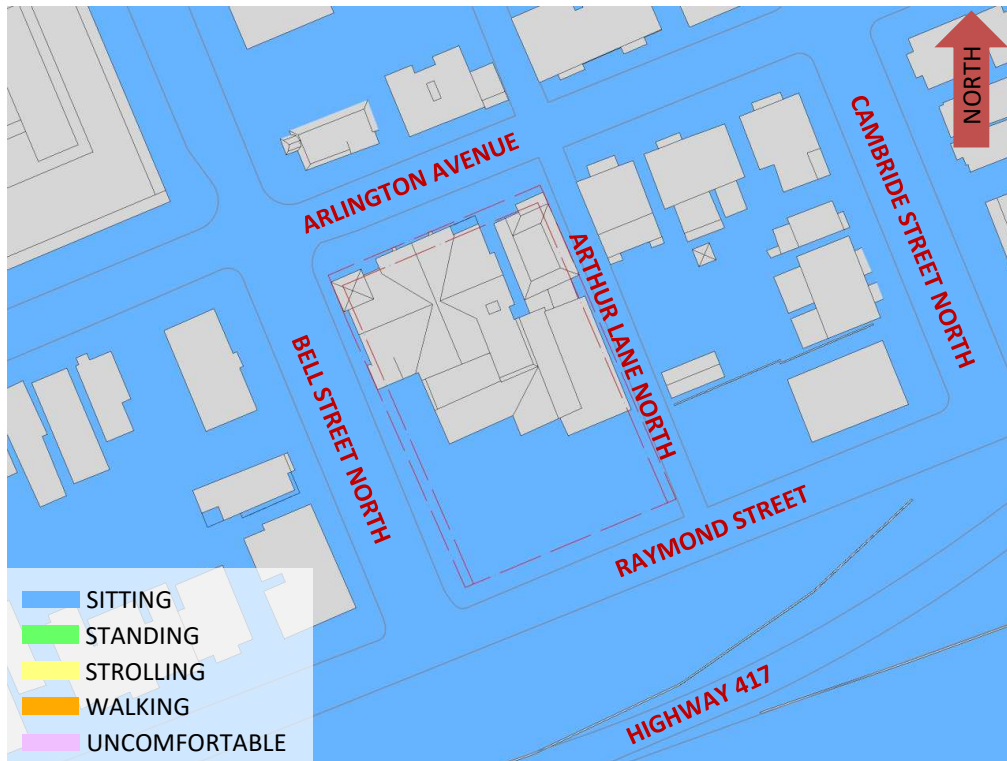 NORTH
ARLINGTON AVENUE
CAMBRIDE STREET NORTH
ARTHUR LANE NORTH
BELL STREET NORTH
RAYMOND STREET
HIGHWAY 417
SITTING
STANDING
STROLLING
WALKING
UNCOMFORTABLE